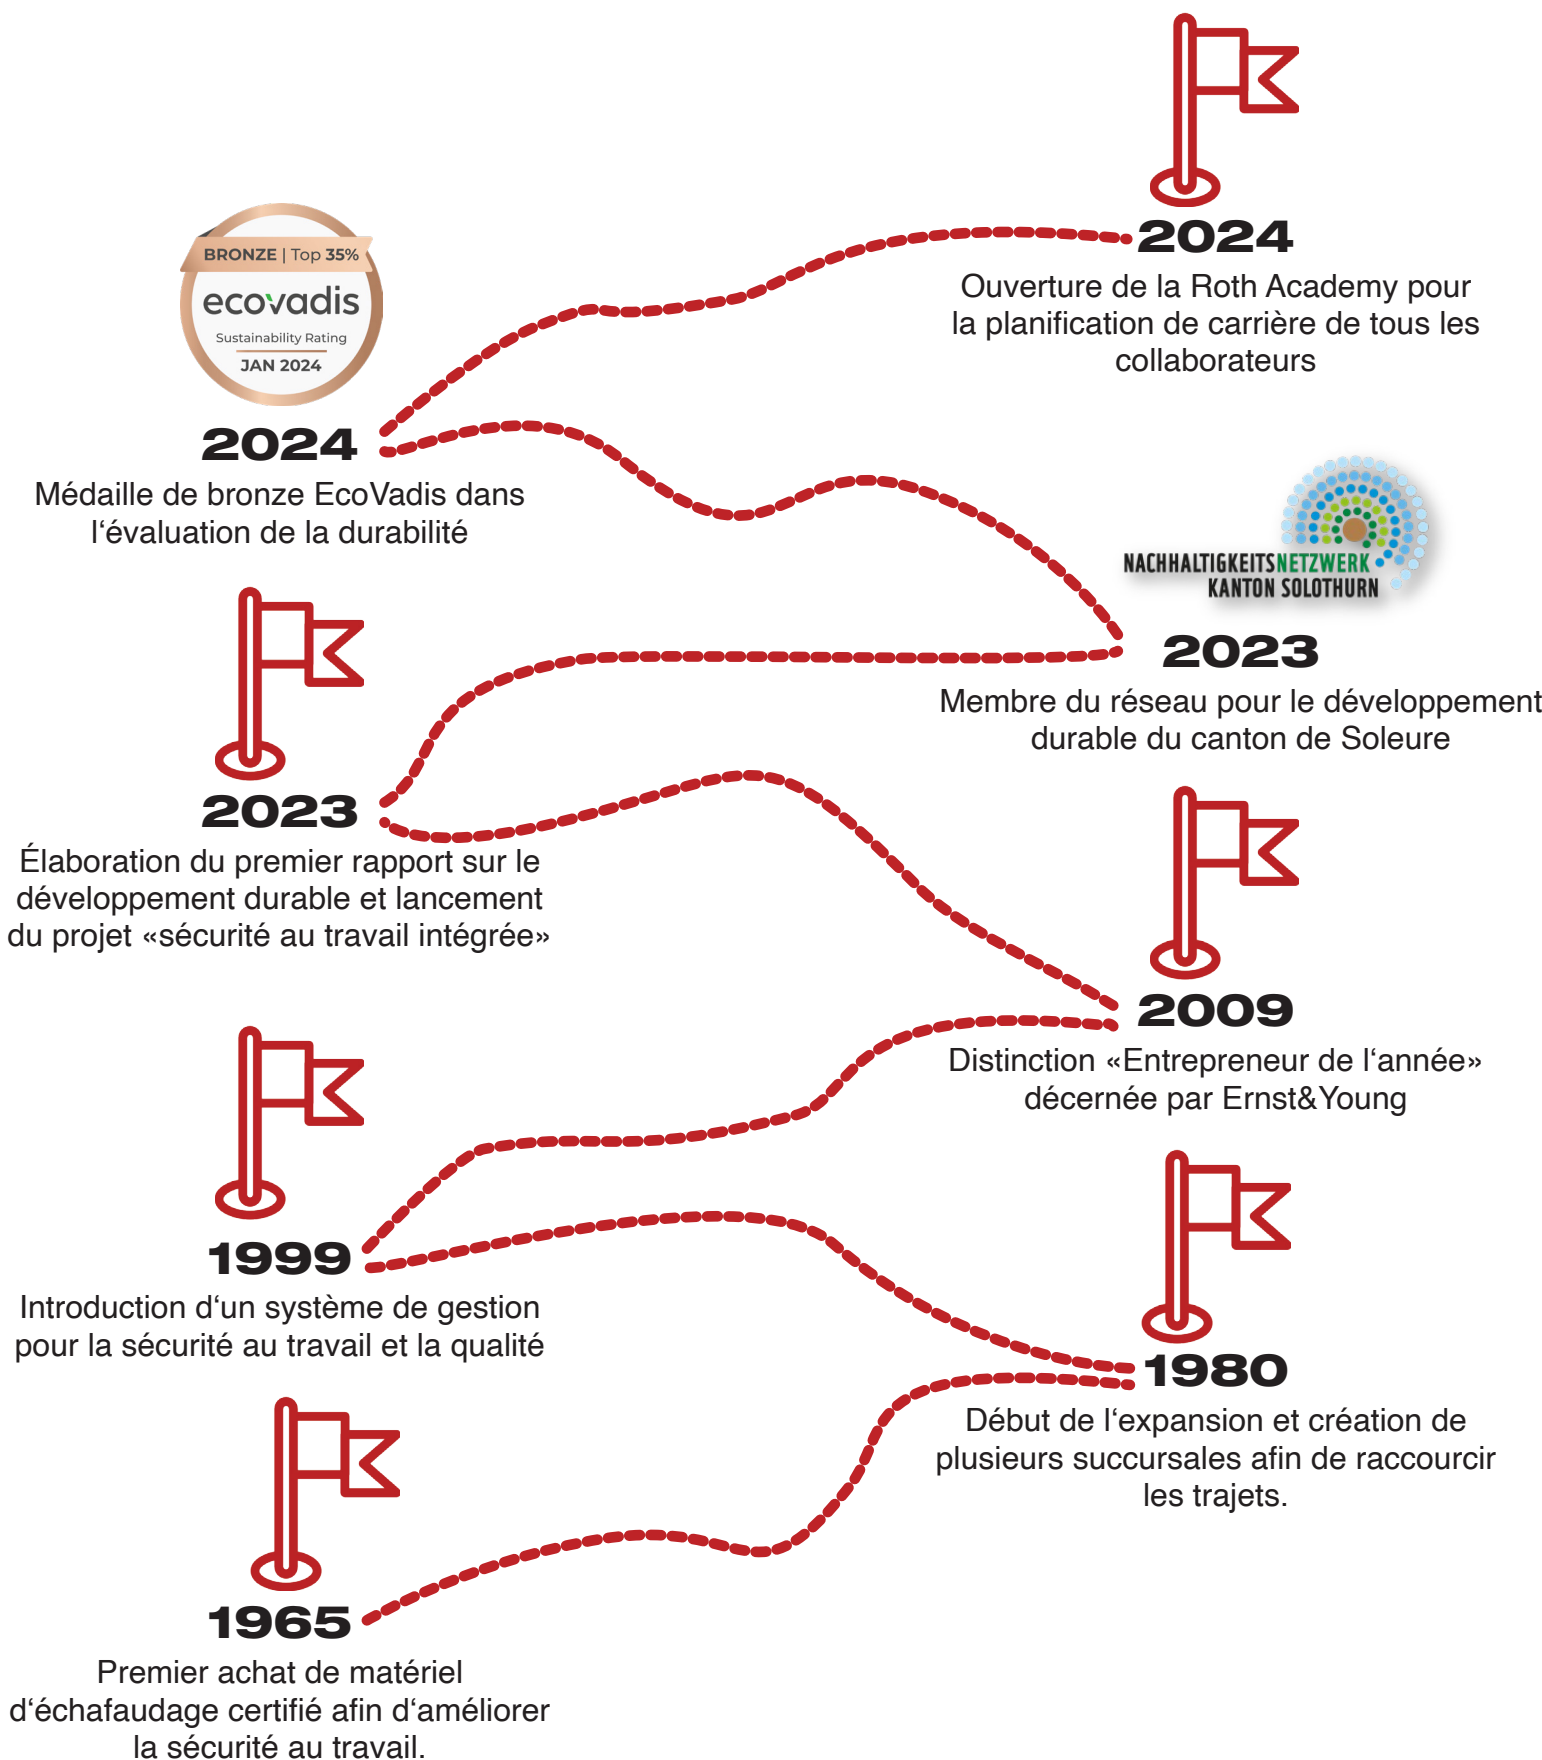 2024
Ouverture de la Roth Academy pour
la planification de carrière de tous les
collaborateurs
BRONZE | Top 35%
ecovadis
Sustainability Rating
JAN 2024
2024
Médaille de bronze EcoVadis dans
l‘évaluation de la durabilité
NACHHALTIGKEITSNETZWERK
KANTON SOLOTHURN
2023
Membre du réseau pour le développement
durable du canton de Soleure
2023
Élaboration du premier rapport sur le
développement durable et lancement
du projet «sécurité au travail intégrée»
2009
Distinction «Entrepreneur de l‘année»
décernée par Ernst&Young
1999
Introduction d‘un système de gestion
pour la sécurité au travail et la qualité
1980
Début de l‘expansion et création de
plusieurs succursales afin de raccourcir
les trajets.
1965
Premier achat de matériel
d‘échafaudage certifié afin d‘améliorer
la sécurité au travail.